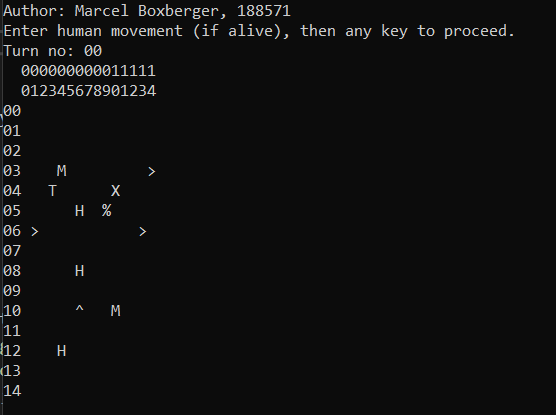 Author: Marcel Boxberger, 188571
Enter human movement (if alive), then any key to proceed.
Turn no: 00
  000000000011111
  012345678901234
00
01
02
03    M         >
04   T      X
05      H  %
06 >           >
07
08      H
09
10      ^   M
11
12    H
13
14